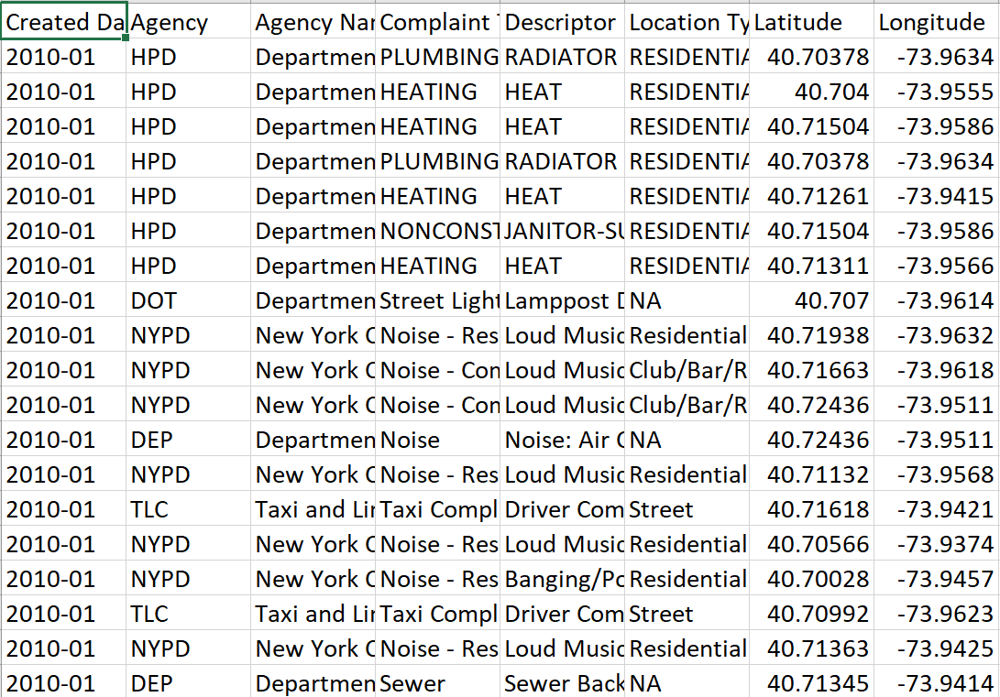 Created Da Agency Agency Nar Complaint T Descriptor Location Ty Latitude Longitude
2010-01 HPD Departmen PLUMBING RADIATOR RESIDENTIA 40.70378 -73.9634
2010-01 HPD Departmen HEATING HEAT RESIDENTIA 40.704 -73.9555
2010-01 HPD Departmen HEATING HEAT RESIDENTIA 40.71504 -73.9586
2010-01 HPD Departmen PLUMBING RADIATOR RESIDENTIA 40.70378 -73.9634
2010-01 HPD Departmen HEATING HEAT RESIDENTIA 40.71261 -73.9415
2010-01 HPD Departmen NONCONST JANITOR-SU RESIDENTIA 40.71504 -73.9586
2010-01 HPD Departmen HEATING HEAT RESIDENTIA 40.71311 -73.9566
2010-01 DOT Departmen Street Light Lamppost D NA 40.707 -73.9614
2010-01 NYPD New York C Noise - Res Loud Music Residential 40.71938 -73.9632
2010-01 NYPD New York C Noise - Con Loud Music Club/Bar/R 40.71663 -73.9618
2010-01 NYPD New York C Noise - Con Loud Music Club/Bar/R 40.72436 -73.9511
2010-01 DEP Departmen Noise Noise: Air C NA 40.72436 -73.9511
2010-01 NYPD New York C Noise - Res Loud Music Residential 40.71132 -73.9568
2010-01 TLC Taxi and Lir Taxi Compl Driver Com Street 40.71618 -73.9421
2010-01 NYPD New York C Noise - Res Loud Music Residential 40.70566 -73.9374
2010-01 NYPD New York C Noise - Res Banging/Po Residential 40.70028 -73.9457
2010-01 TLC Taxi and Lir Taxi Compl Driver Com Street 40.70992 -73.9623
2010-01 NYPD New York C Noise - Res Loud Music Residential 40.71363 -73.9425
2010-01 DEP Departmen Sewer Sewer Back NA 40.71345 -73.9414